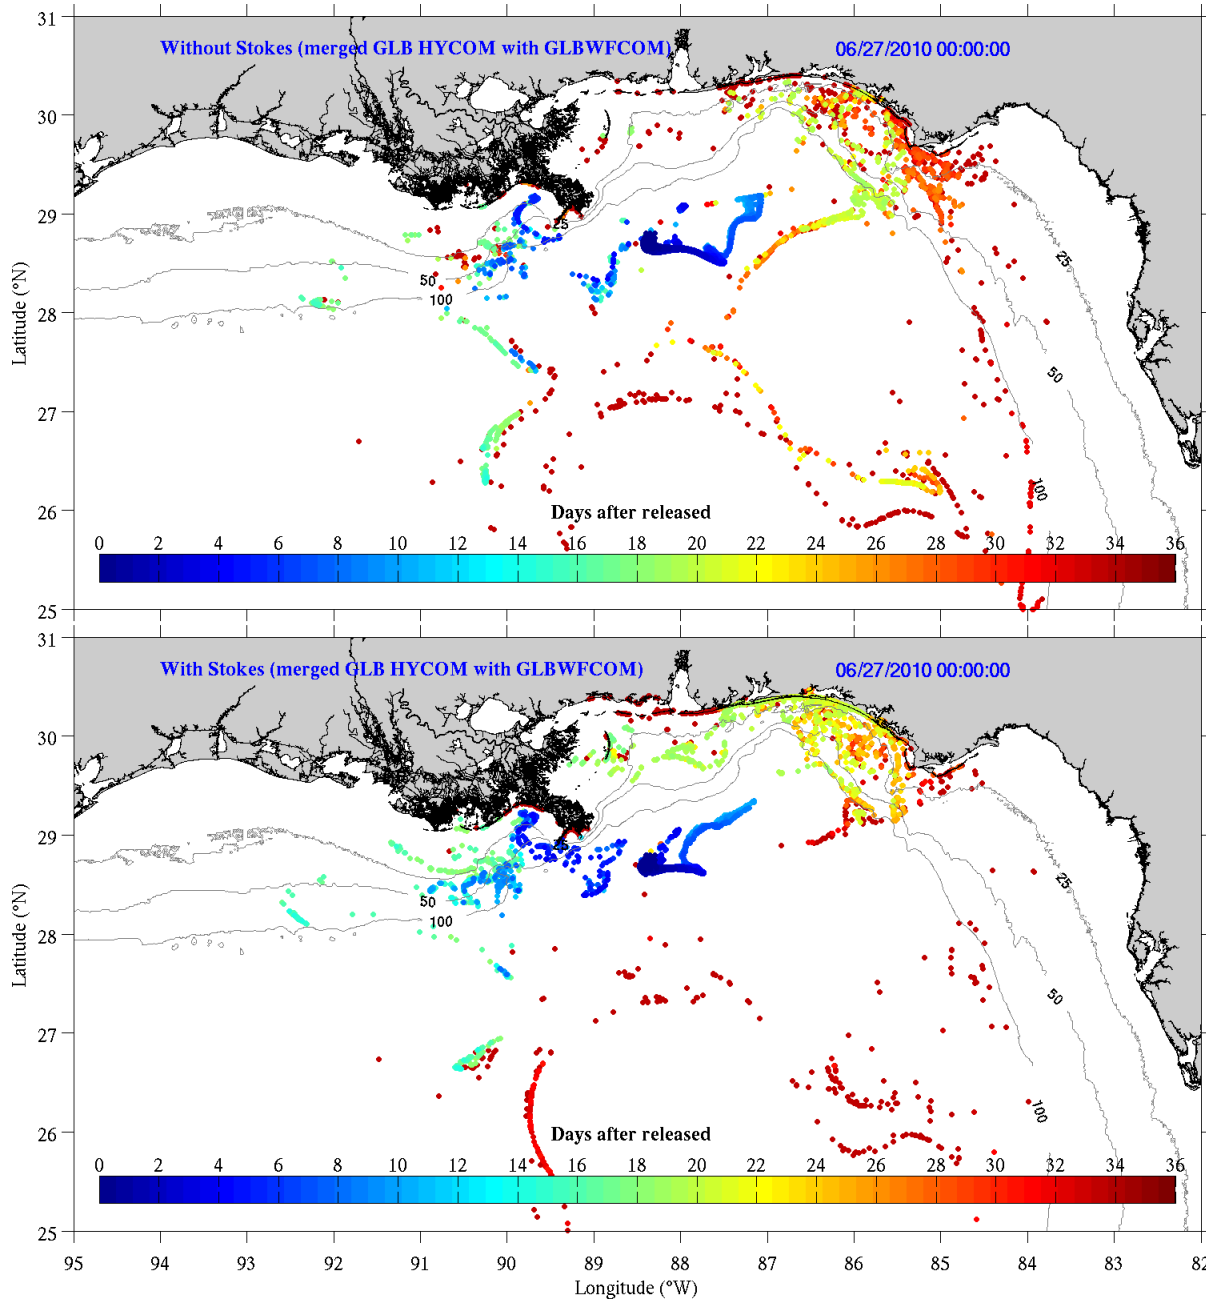 31
Without Stokes (merged GLB HYCOM with GLBWFCOM) 06/27/2010 00:00:00
30
29
25
50
100
28
25
50
27
26
100
Latitude (°N)
Days after released
0 2 4 6 8 10 12 14 16 18 20 22 24 26 28 30 32 34 36
25
31
With Stokes (merged GLB HYCOM with GLBWFCOM) 06/27/2010 00:00:00
30
29
25
50
100
28
25
50
27
26
100
Latitude (°N)
Days after released
0 2 4 6 8 10 12 14 16 18 20 22 24 26 28 30 32 34 36
25
95 94 93 92 91 90 89 88 87 86 85 84 83 82
Longitude (°W)